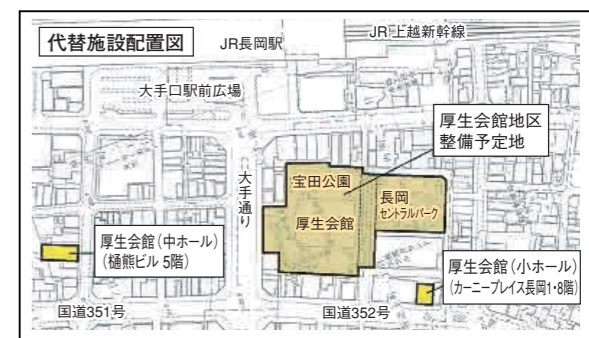 代替施設配置図
JR長岡駅
JR上越新幹線
大手口駅前広場
厚生会館地区
整備予定地
大手通り
宝田公園
厚生会館
長岡
セントラルパーク
厚生会館（中ホール）
（樋熊ビル 5階）
厚生会館（小ホール）
（カーニープレイス長岡1・8階）
国道351号
国道352号